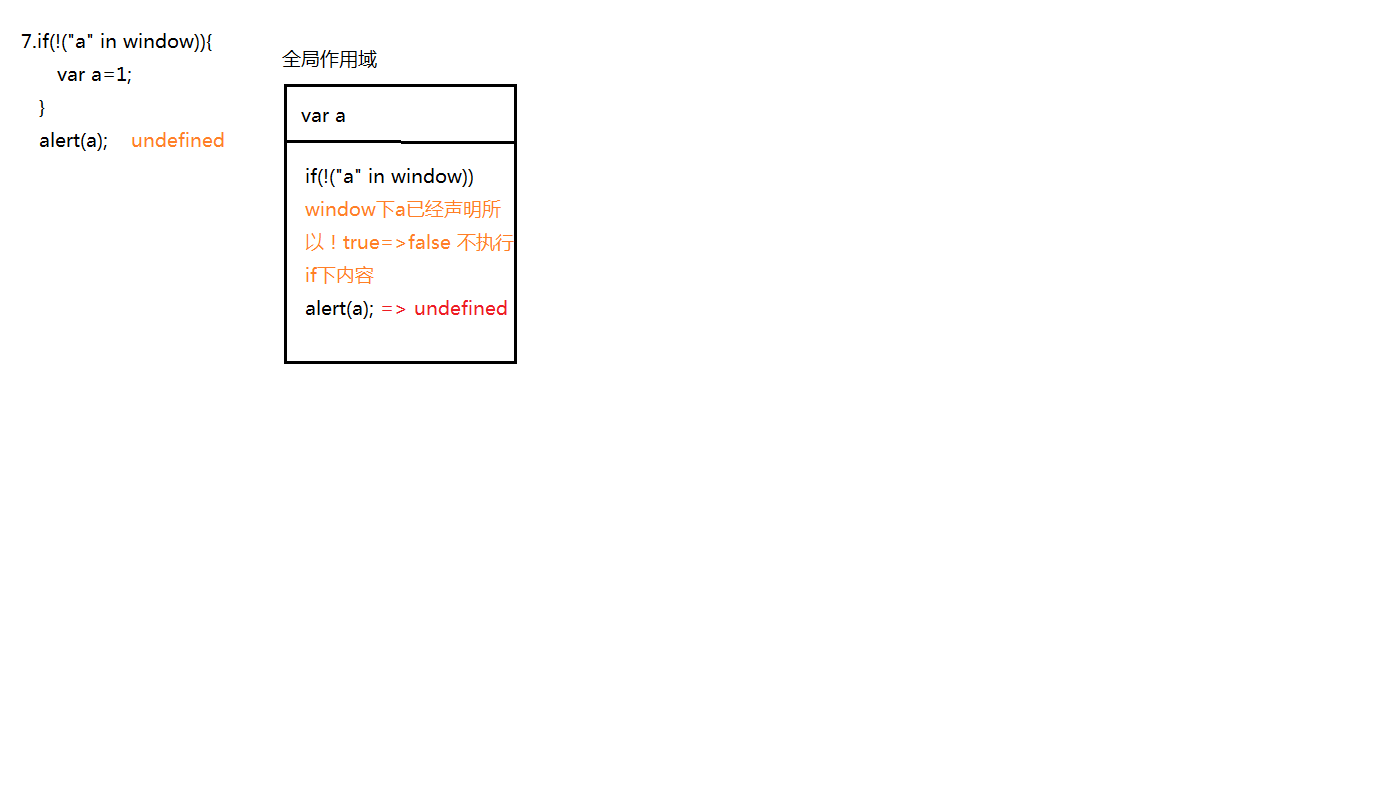 7.if(!("a" in window)){
var a=1;
}
alert(a); undefined
全局作用域
var a
if(!("a" in window))
window下a已经声明所
以！true=>false 不执行
if下内容
alert(a); => undefined